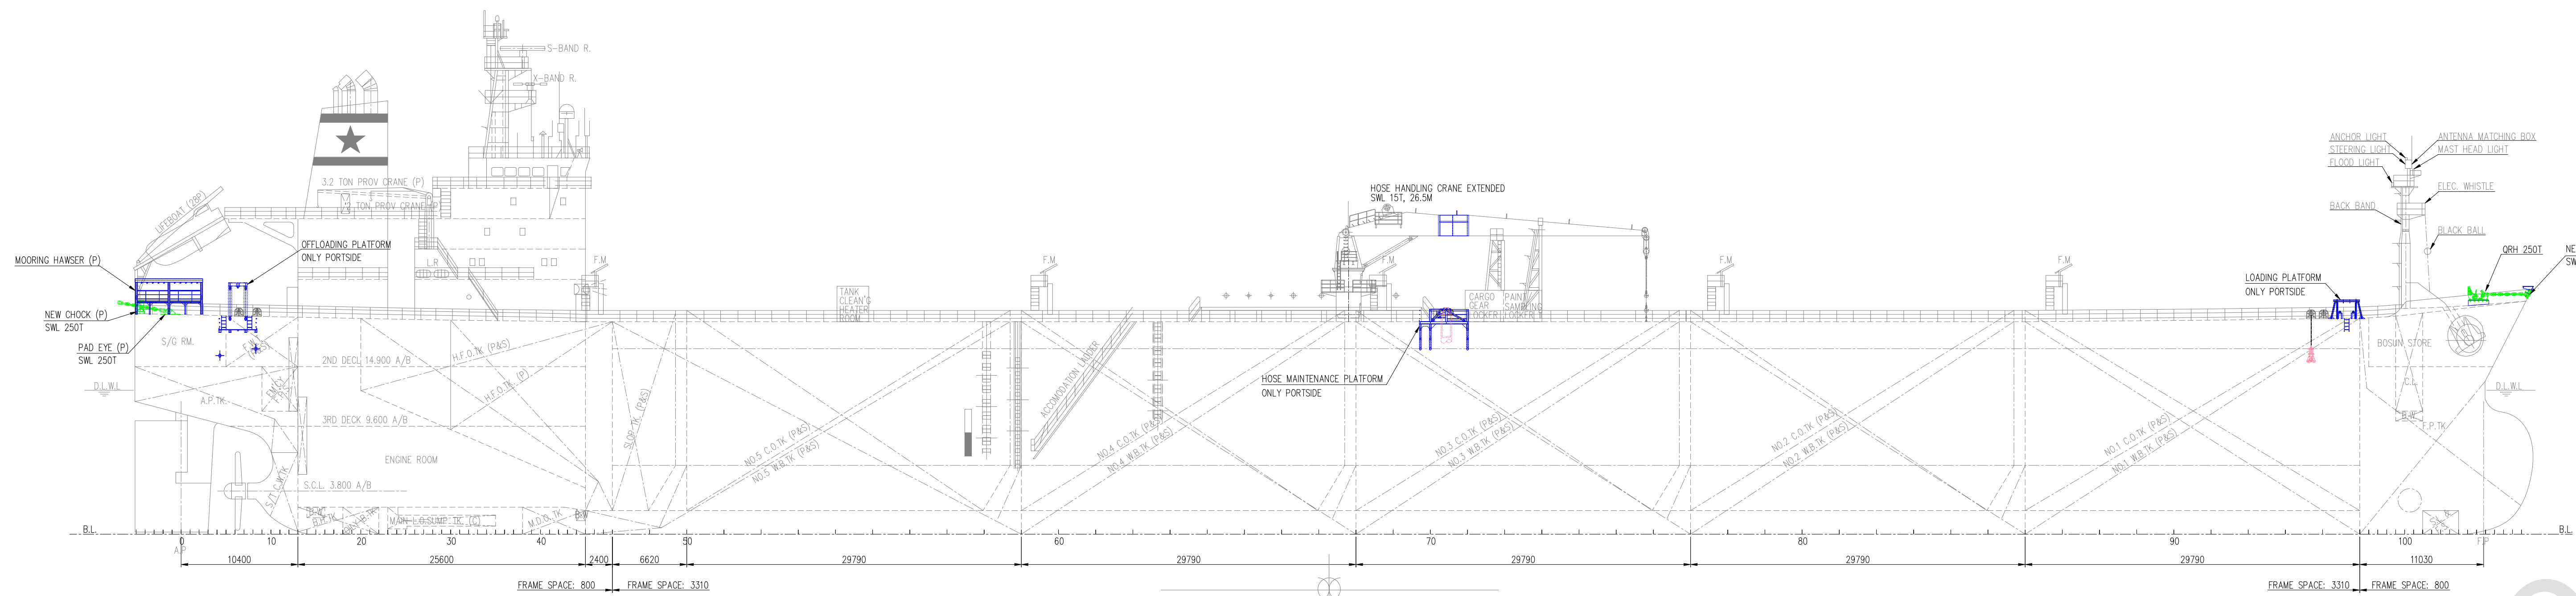 S-BAND R.
X-BAND R.
3.2 TON PROV CRANE (P)
LIFEBOAT (28P)
OFFLOADING PLATFORM
ONLY PORTSIDE
MOORING HAWSER (P)
L.R
F.M
F.M
F.M
F.M
F.M
HOSE HANDLING CRANE EXTENDED
SWL 15T, 26.5M
ANCHOR LIGHT
STEERING LIGHT
FLOOD LIGHT
ANTENNA MATCHING BOX
MAST HEAD LIGHT
ELEC. WHISTLE
BACK BAND
BLACK BALL
QRH 250T
LOADING PLATFORM
ONLY PORTSIDE
NEW CHOCK (P)
SWL 250T
PAD EYE (P)
SWL 250T
S/G RM.
TANK
CLEAN'G
HEATER
ROOM
CARGO
GEAR
LOCKER
PAINT
SAMPLING
LOCKER
2ND DECL 14.900 A/B
H.F.O.TK (P&S)
H.F.O.TK (P)
ACCOMODATION LADDER
HOSE MAINTENANCE PLATFORM
ONLY PORTSIDE
BOSUN STORE
D.L.W.L
D.L.W.L
A.P.TK.
C.L.
3RD DECK 9.600 A/B
SLOP TK (P&S)
ENGINE ROOM
NO.5 C.O.TK (P&S)
NO.5 W.B.TK (P&S)
NO.4 C.O.TK (P&S)
NO.4 W.B.TK (P&S)
NO.3 C.O.TK (P&S)
NO.3 W.B.TK (P&S)
NO.2 C.O.TK (P&S)
NO.2 W.B.TK (P&S)
NO.1 C.O.TK (P&S)
NO.1 W.B.TK (P&S)
F.P.TK
S/T C.W.TK
S.C.L. 3.800 A/B
MAIN L.O.SUMP TK (C)
M.D.O.TK
B.L.
B.L.
0 10 20 30 40 50 60 70 80 90 100
A.P
F.P
10400 25600 2400 6620 29790 29790 29790 29790 29790 11030
FRAME SPACE: 800 FRAME SPACE: 3310
FRAME SPACE: 3310 FRAME SPACE: 800